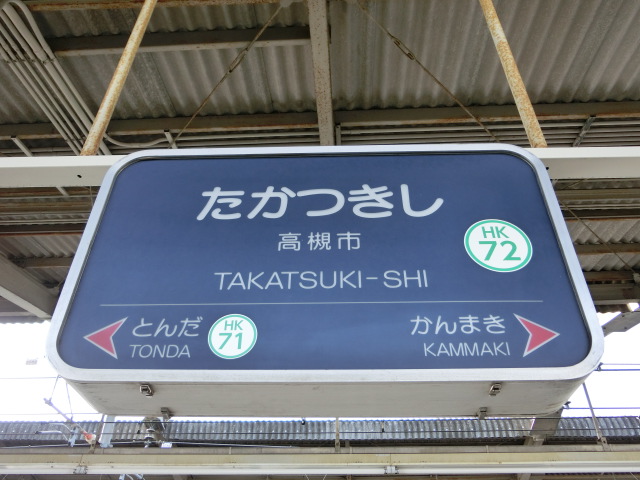 たかつきし
高槻市
HK
72
TAKATSUKI-SHI
とんだ
TONDA
HK
71
かんまき
KAMMAKI